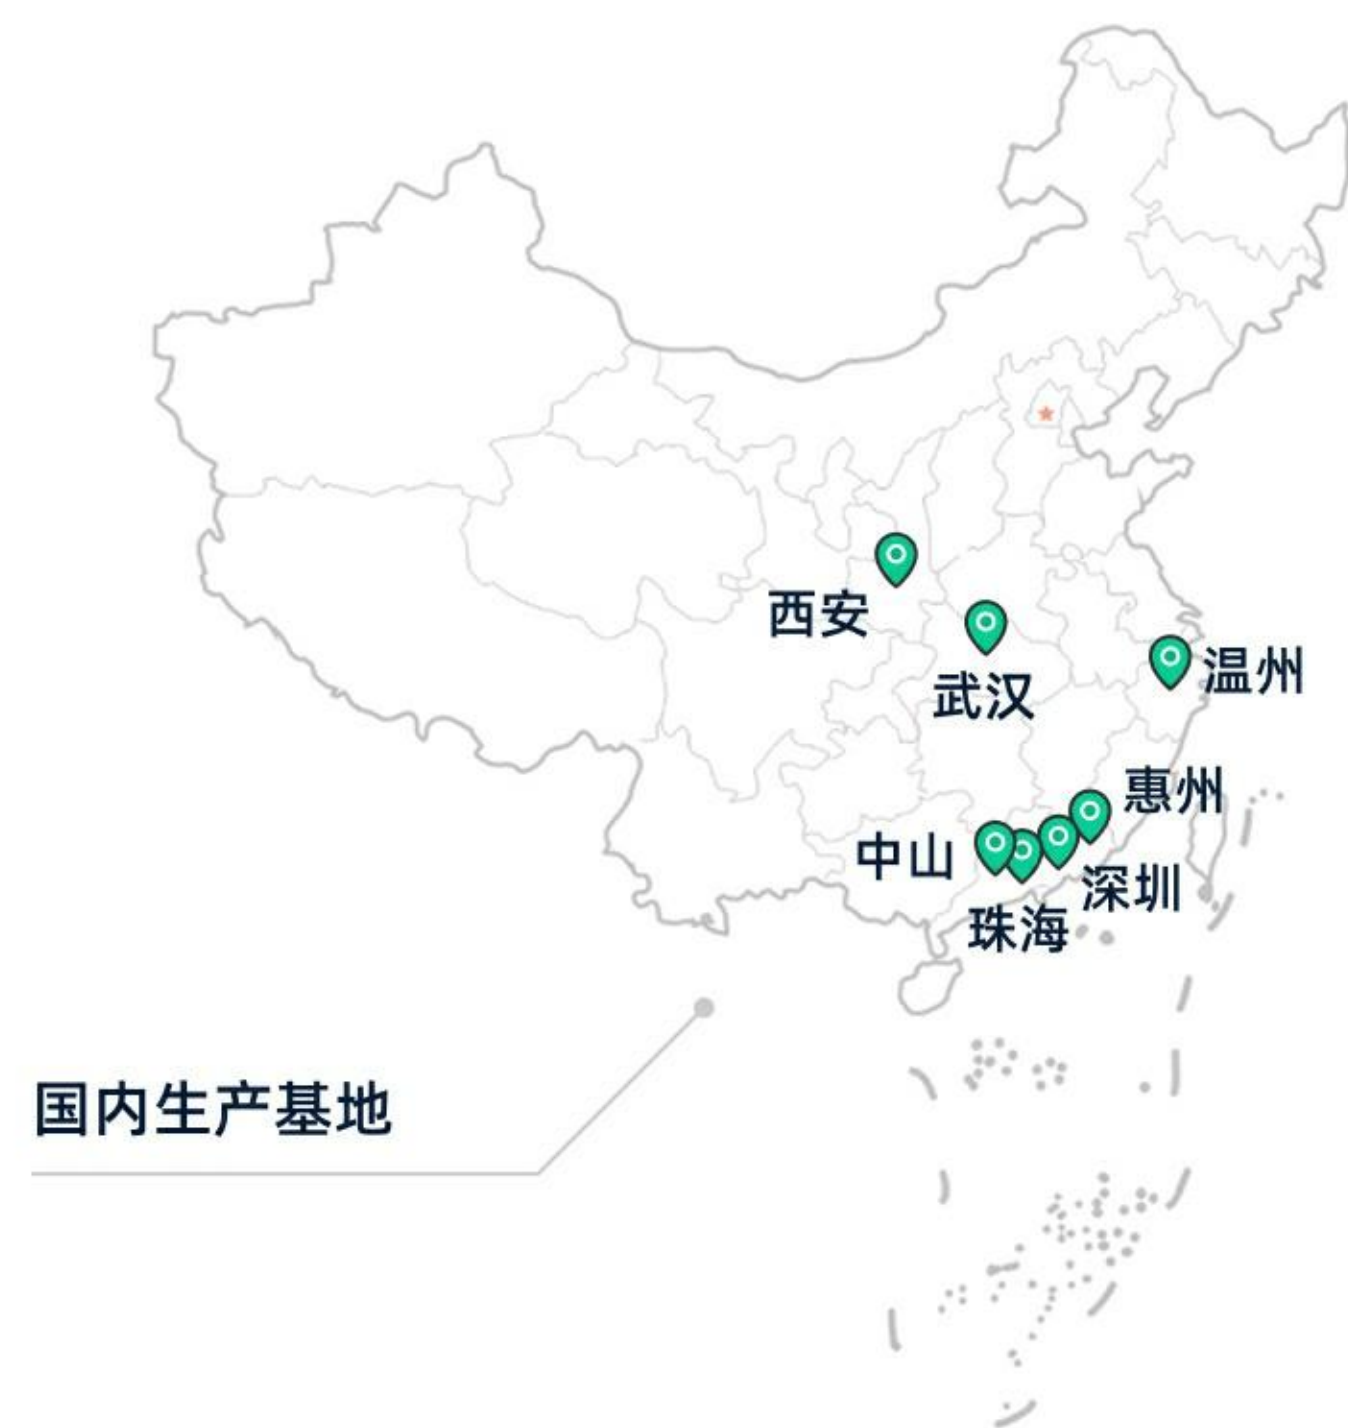 西安
武汉
温州
惠州
中山
深圳
珠海
国内生产基地